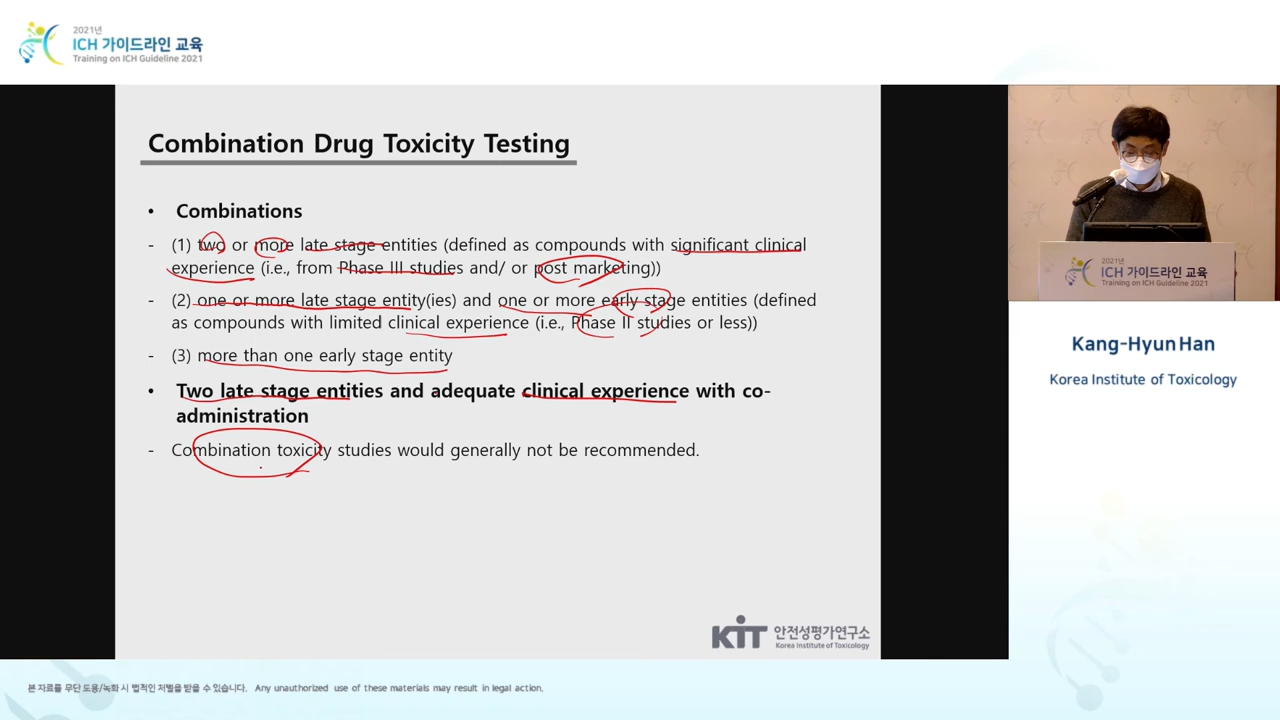 2021년
ICH 가이드라인 교육
Training on ICH Guideline 2021
Combination Drug Toxicity Testing
• Combinations
- (1) two or more late stage entities (defined as compounds with significant clinical
experience (i.e., from Phase III studies and/ or post marketing))
- (2) one or more late stage entity(ies) and one or more early stage entities (defined
as compounds with limited clinical experience (i.e., Phase II studies or less))
- (3) more than one early stage entity
• Two late stage entities and adequate clinical experience with co-
administration
- Combination toxicity studies would generally not be recommended.
KIT 안전성평가연구소
Korea Institute of Toxicology
2021년
ICH 가이드라인 교육
Training on ICH Guideline 2021
Kang-Hyun Han
Korea Institute of Toxicology
본 자료를 무단 도용/녹화 시 법적인 처벌을 받을 수 있습니다. Any unauthorized use of these materials may result in legal action.